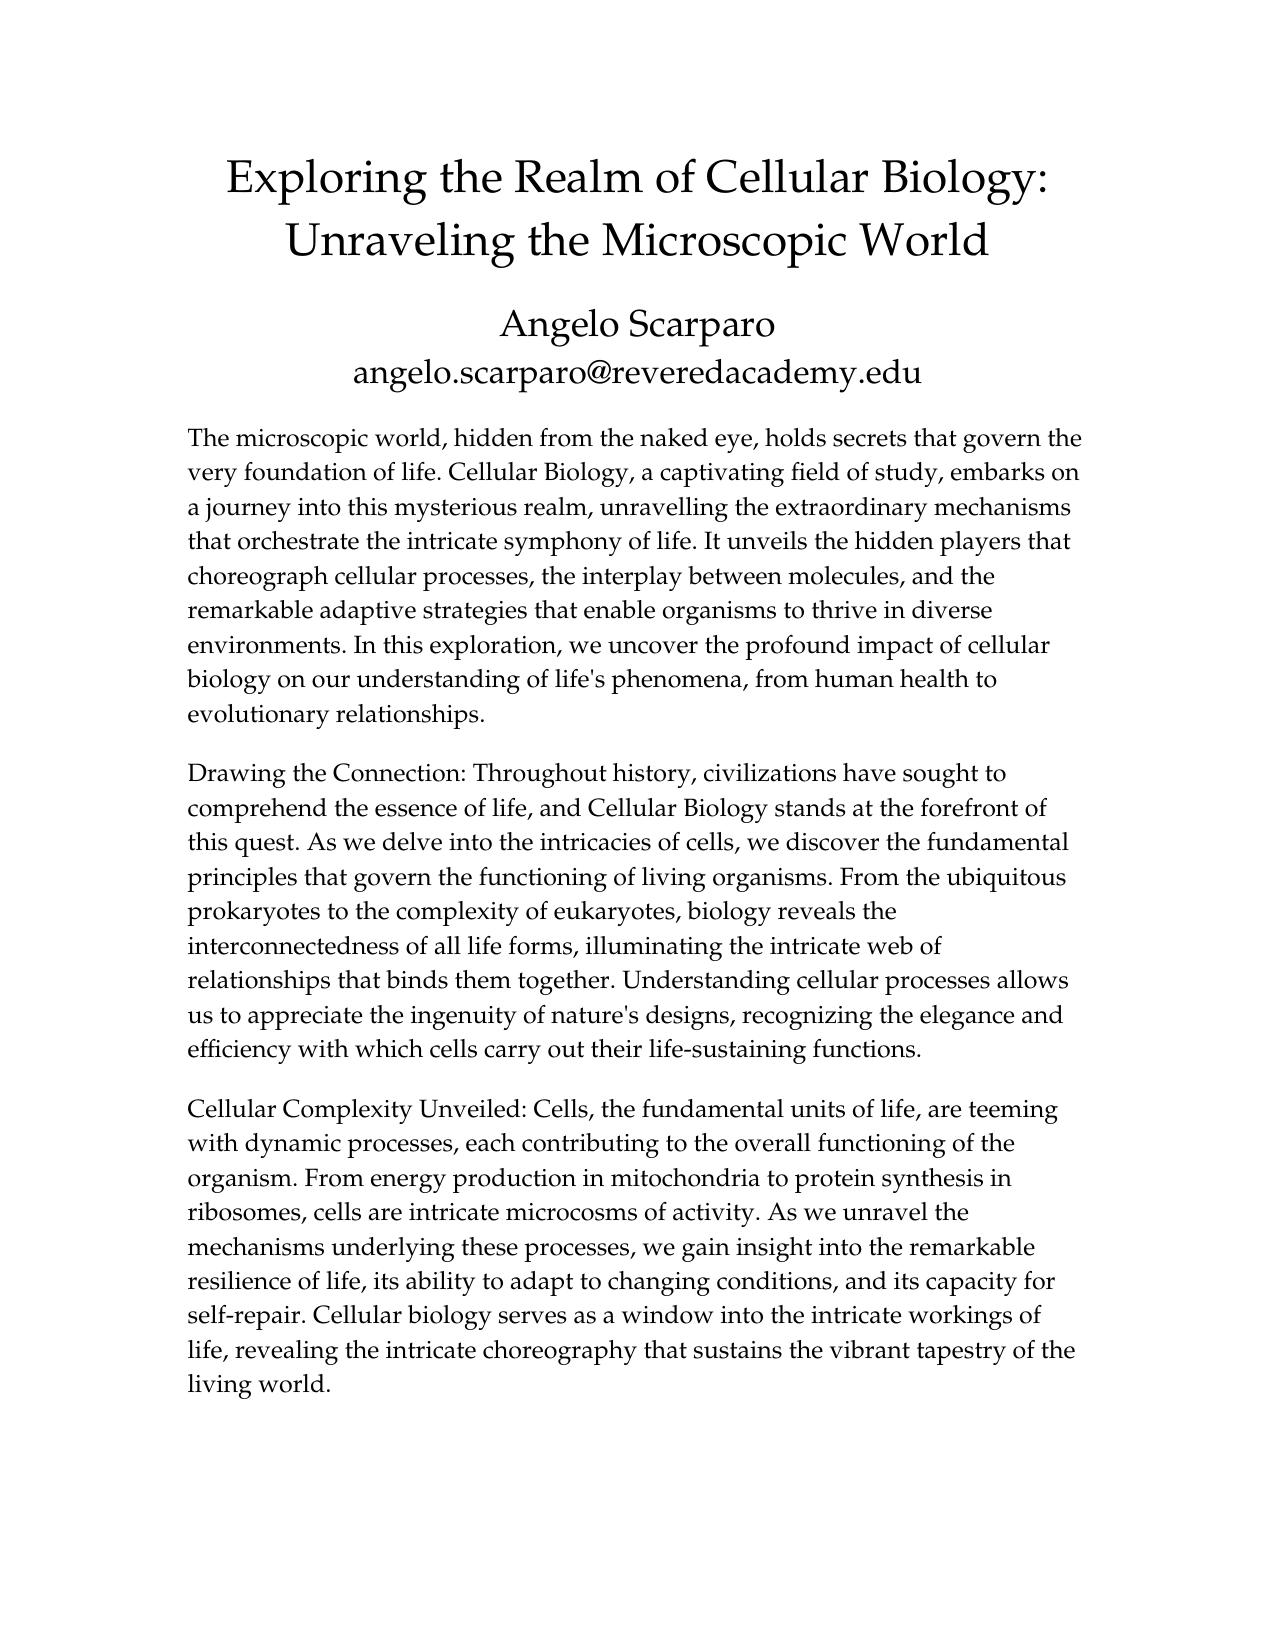 Exploring the Realm of Cellular Biology:
Unraveling the Microscopic World
Angelo Scarparo
angelo.scarparo@reveredacademy.edu
The microscopic world, hidden from the naked eye, holds secrets that govern the
very foundation of life. Cellular Biology, a captivating field of study, embarks on
a journey into this mysterious realm, unravelling the extraordinary mechanisms
that orchestrate the intricate symphony of life. It unveils the hidden players that
choreograph cellular processes, the interplay between molecules, and the
remarkable adaptive strategies that enable organisms to thrive in diverse
environments. In this exploration, we uncover the profound impact of cellular
biology on our understanding of life's phenomena, from human health to
evolutionary relationships.
Drawing the Connection: Throughout history, civilizations have sought to
comprehend the essence of life, and Cellular Biology stands at the forefront of
this quest. As we delve into the intricacies of cells, we discover the fundamental
principles that govern the functioning of living organisms. From the ubiquitous
prokaryotes to the complexity of eukaryotes, biology reveals the
interconnectedness of all life forms, illuminating the intricate web of
relationships that binds them together. Understanding cellular processes allows
us to appreciate the ingenuity of nature's designs, recognizing the elegance and
efficiency with which cells carry out their life-sustaining functions.
Cellular Complexity Unveiled: Cells, the fundamental units of life, are teeming
with dynamic processes, each contributing to the overall functioning of the
organism. From energy production in mitochondria to protein synthesis in
ribosomes, cells are intricate microcosms of activity. As we unravel the
mechanisms underlying these processes, we gain insight into the remarkable
resilience of life, its ability to adapt to changing conditions, and its capacity for
self-repair. Cellular biology serves as a window into the intricate workings of
life, revealing the intricate choreography that sustains the vibrant tapestry of the
living world.